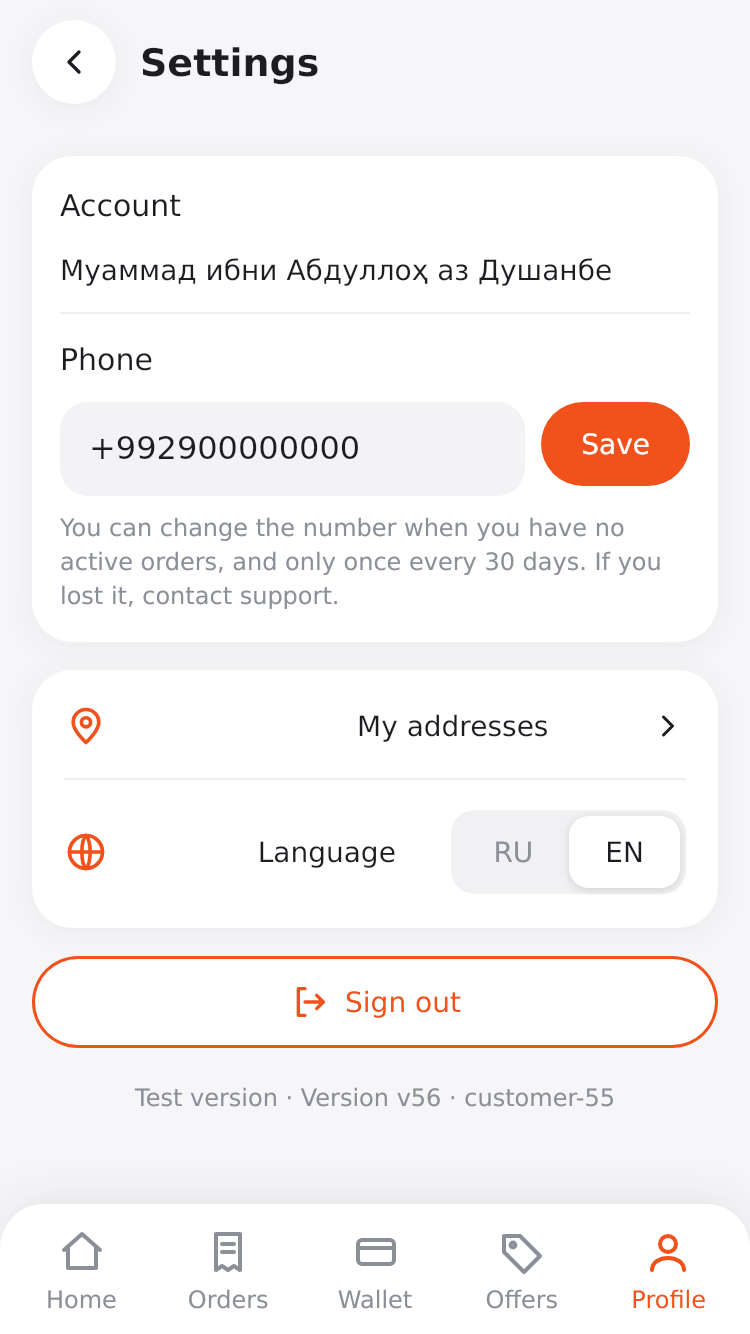 Settings
Account
Муаммад ибни Абдуллоҳ аз Душанбе
Phone
+992900000000
Save
You can change the number when you have no
active orders, and only once every 30 days. If you
lost it, contact support.
My addresses
Language
RU
EN
Sign out
Test version · Version v56 · customer-55
Home
Orders
Wallet
Offers
Profile